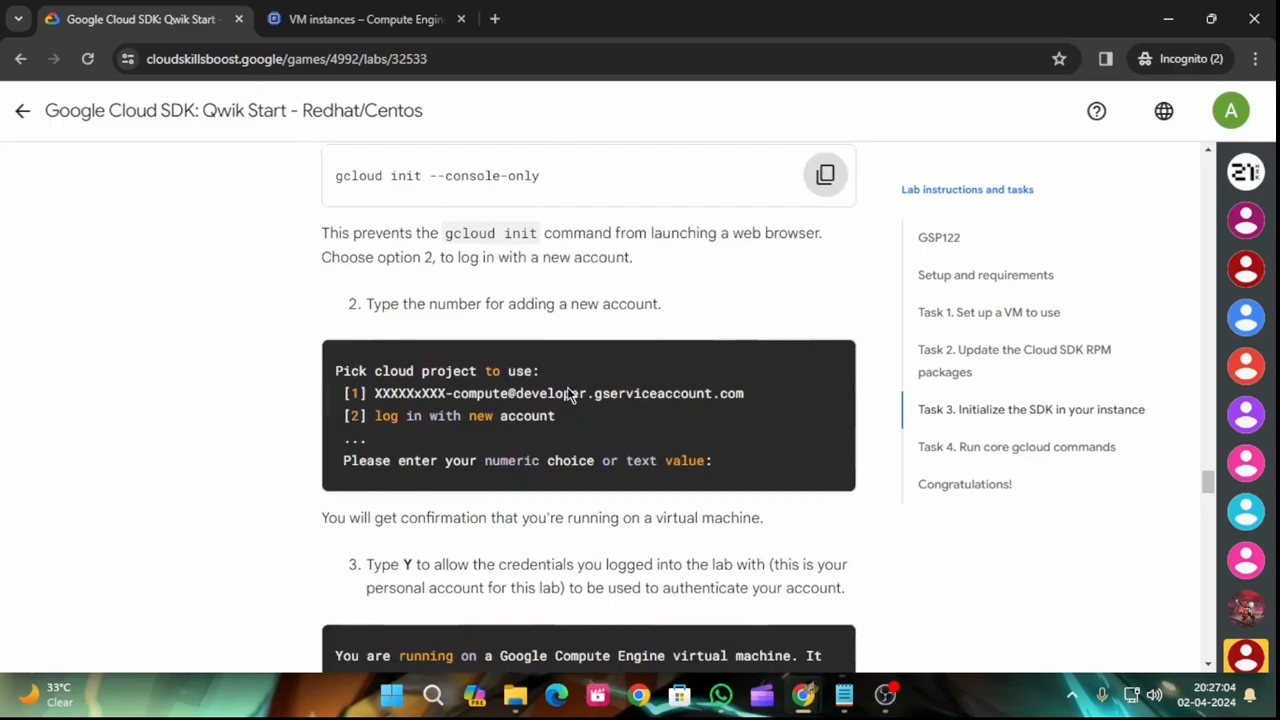 Google Cloud SDK: Qwik Start -
VM instances – Compute Engin
cloudskillsboost.google/games/4992/labs/32533
Incognito (2)
Google Cloud SDK: Qwik Start - Redhat/Centos
A
gcloud init --console-only
This prevents the gcloud init command from launching a web browser.
Choose option 2, to log in with a new account.
2. Type the number for adding a new account.
Pick cloud project to use:
[1] XXXXXxXXX-compute@developer.gserviceaccount.com
[2] log in with new account
...
Please enter your numeric choice or text value:
You will get confirmation that you're running on a virtual machine.
3. Type Y to allow the credentials you logged into the lab with (this is your
personal account for this lab) to be used to authenticate your account.
You are running on a Google Compute Engine virtual machine. It
Lab instructions and tasks
GSP122
Setup and requirements
Task 1. Set up a VM to use
Task 2. Update the Cloud SDK RPM
packages
Task 3. Initialize the SDK in your instance
Task 4. Run core gcloud commands
Congratulations!
21
33°C
Clear
PRE
20:27:04
02-04-2024